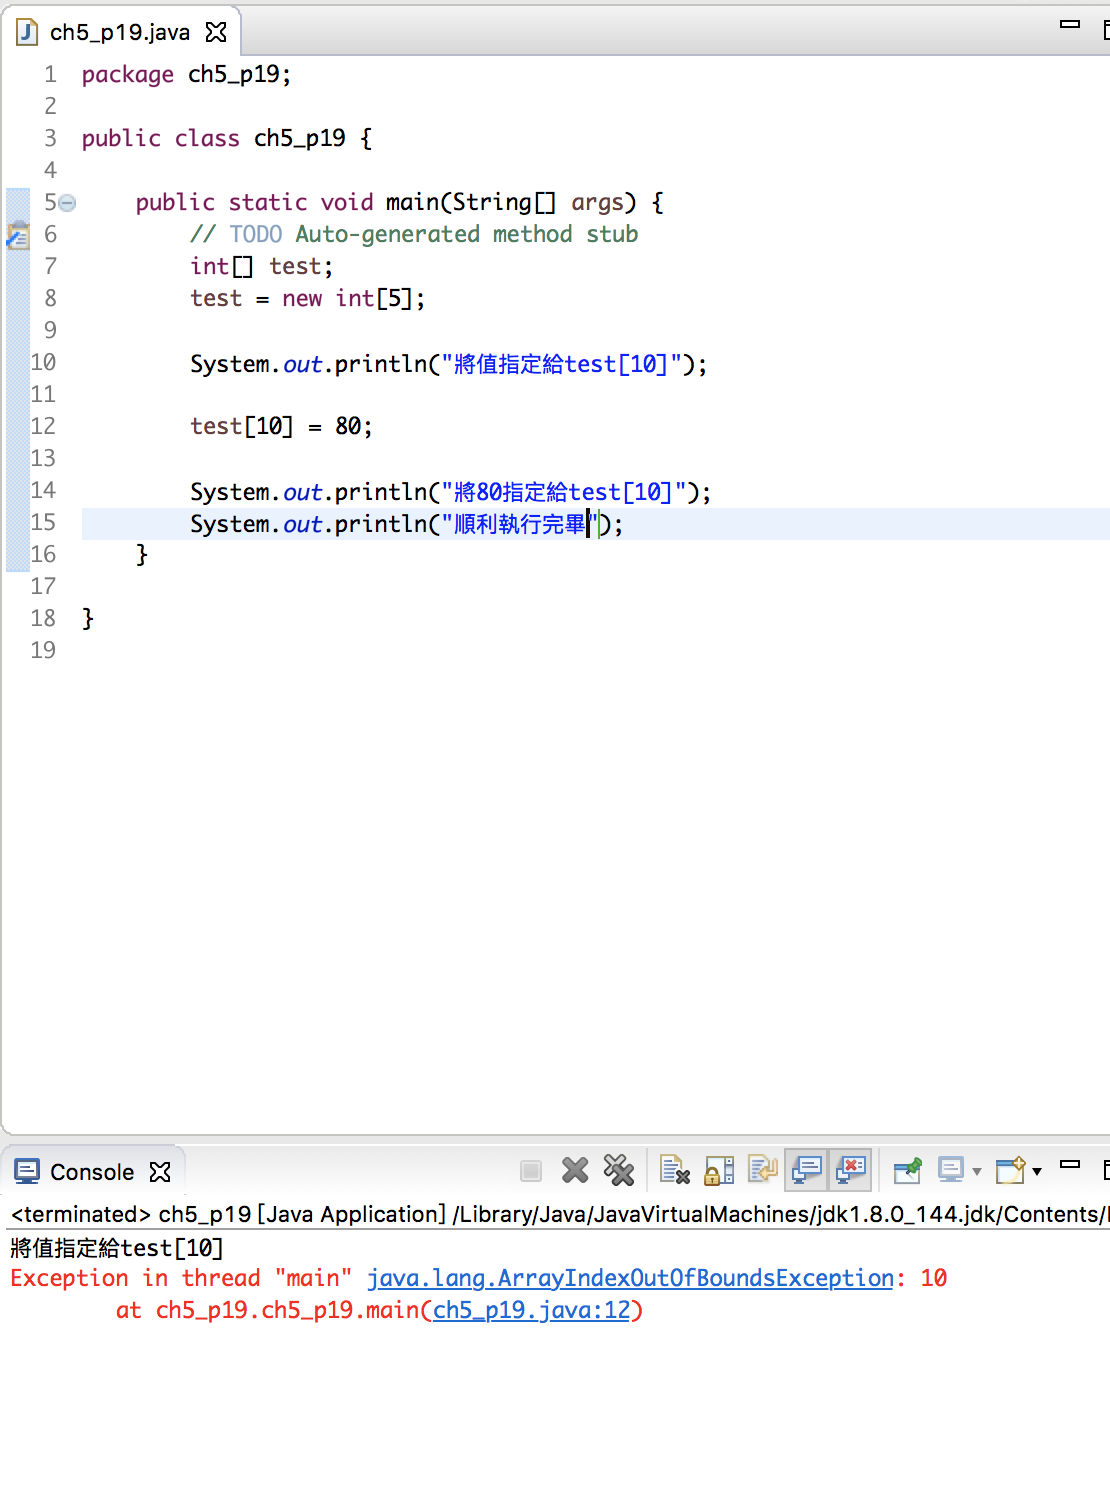 ch5_p19.java
1 package ch5_p19;
2
3 public class ch5_p19 {
4
5 public static void main(String[] args) {
6 // TODO Auto-generated method stub
7 int[] test;
8 test = new int[5];
9
10 System.out.println("將值指定給test[10]");
11
12 test[10] = 80;
13
14 System.out.println("將80指定給test[10]");
15 System.out.println("順利執行完畢");
16 }
17
18 }
19
Console
<terminated> ch5_p19 [Java Application] /Library/Java/JavaVirtualMachines/jdk1.8.0_144.jdk/Contents/
將值指定給test[10]
Exception in thread "main" java.lang.ArrayIndexOutOfBoundsException: 10
at ch5_p19.ch5_p19.main(ch5_p19.java:12)